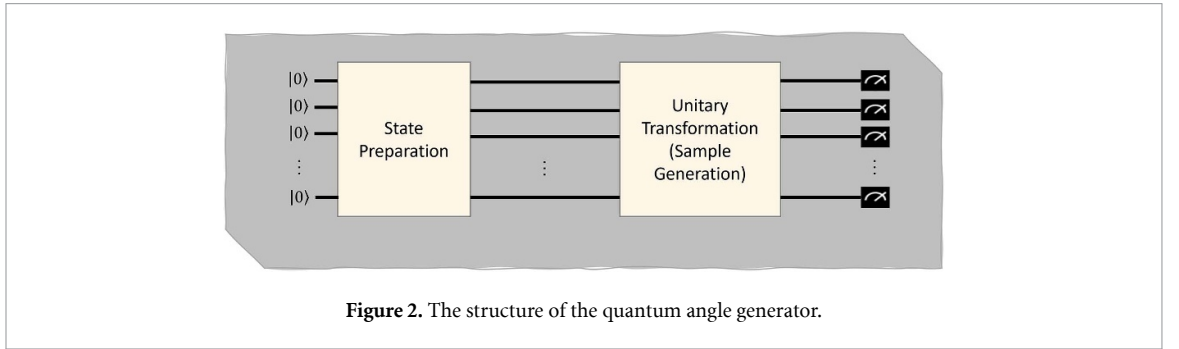 |0⟩
|0⟩
|0⟩
⋮
|0⟩
State
Preparation
⋮
Unitary
Transformation
(Sample
Generation)
⋮
Figure 2. The structure of the quantum angle generator.